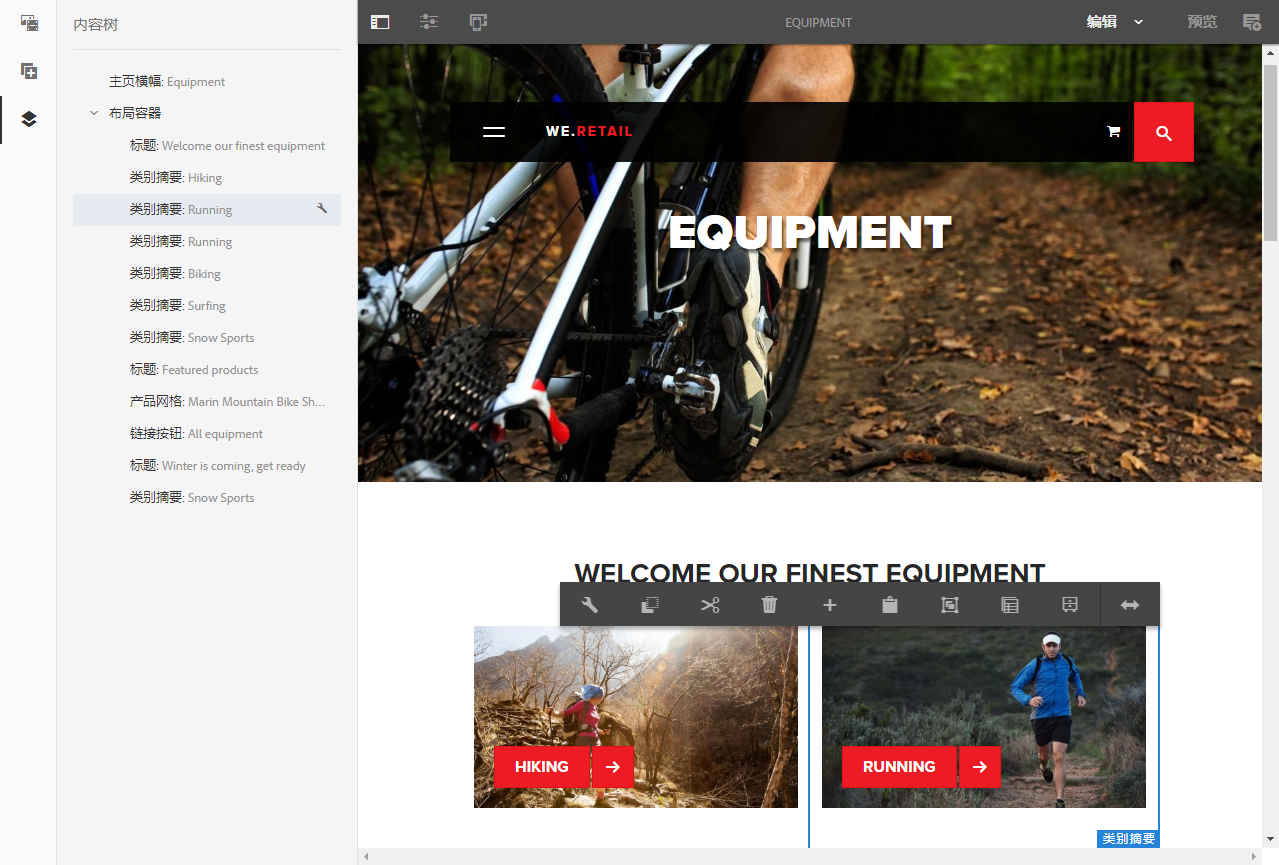 内容树
EQUIPMENT
编辑
预览
主页横幅: Equipment
布局容器
标题: Welcome our finest equipment
类别摘要: Hiking
类别摘要: Running
类别摘要: Running
类别摘要: Biking
类别摘要: Surfing
类别摘要: Snow Sports
标题: Featured products
产品网格: Marin Mountain Bike Sh...
链接按钮: All equipment
标题: Winter is coming, get ready
类别摘要: Snow Sports
WE.RETAIL
EQUIPMENT
WELCOME OUR FINEST EQUIPMENT
HIKING
RUNNING
类别摘要